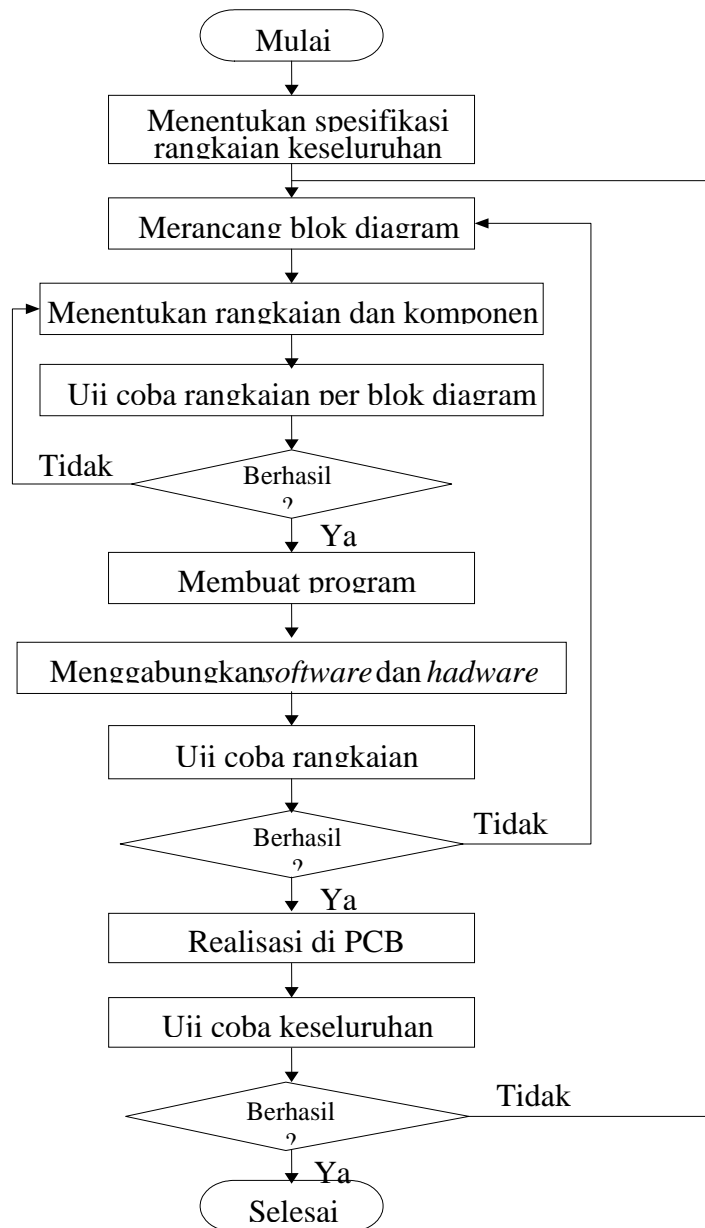 Mulai
Menentukan spesifikasi
rangkaian keseluruhan
Merancang blok diagram
Menentukan rangkaian dan komponen
Uji coba rangkaian per blok diagram
Tidak
Berhasil
?
Ya
Membuat program
Menggabungkan software dan hadware
Uji coba rangkaian
Berhasil
?
Tidak
Ya
Realisasi di PCB
Uji coba keseluruhan
Berhasil
?
Tidak
Ya
Selesai